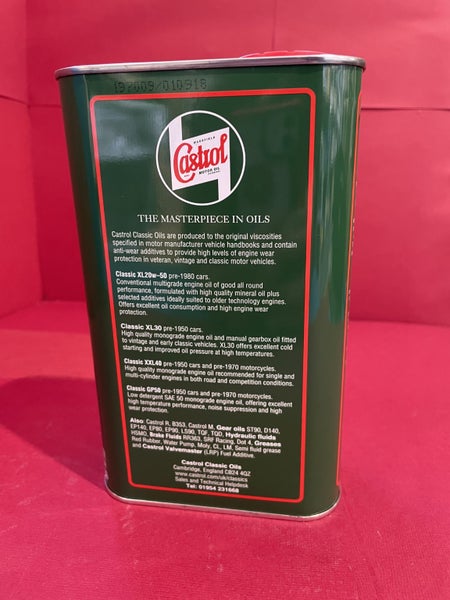 197009/010918
WAKEFIELD
Castrol
MOTOR OIL
THE MASTERPIECE IN OILS
Castrol Classic Oils are produced to the original viscosities
specified in motor manufacturer vehicle handbooks and contain
anti-wear additives to provide high levels of engine wear
protection in veteran, vintage and classic motor vehicles.
Classic XL20w-50 pre-1980 cars.
Conventional multigrade engine oil of good all round
performance, formulated with high quality mineral oil plus
selected additives ideally suited to older technology engines.
Offers excellent oil consumption and high engine wear
protection.
Classic XL30 pre-1950 cars.
High quality monograde engine and manual gearbox oil fitted
to vintage and early classic vehicles. XL30 offers excellent cold
starting and improved oil pressure at high temperatures.
Classic XXL40 pre-1950 cars and pre-1970 motorcycles.
High quality monograde engine oil recommended for single and
multi-cylinder engines in both road and competition conditions.
Classic GP50 pre-1950 cars and pre-1970 motorcycles.
Low detergent SAE 50 monograde engine oil, offering excellent
high temperature performance, noise suppression and high
wear protection.
Also: Castrol R, B353, Castrol M, Gear oils ST90, D140,
EP140, EP80, EP90, LS90, TQF, TQD, Hydraulic fluids
HSMO, Brake Fluids RR363, SRF Racing, Dot 4, Greases
Red Rubber, Water Pump, Moly, CL, LM, Semi fluid grease
and Castrol Valvemaster (LRP) Fuel Additive.
Castrol Classic Oils
Cambridge, England CB24 4QZ
www.castrol.com/uk/classics
Sales and Technical Helpdesk
Tel: 01954 231668